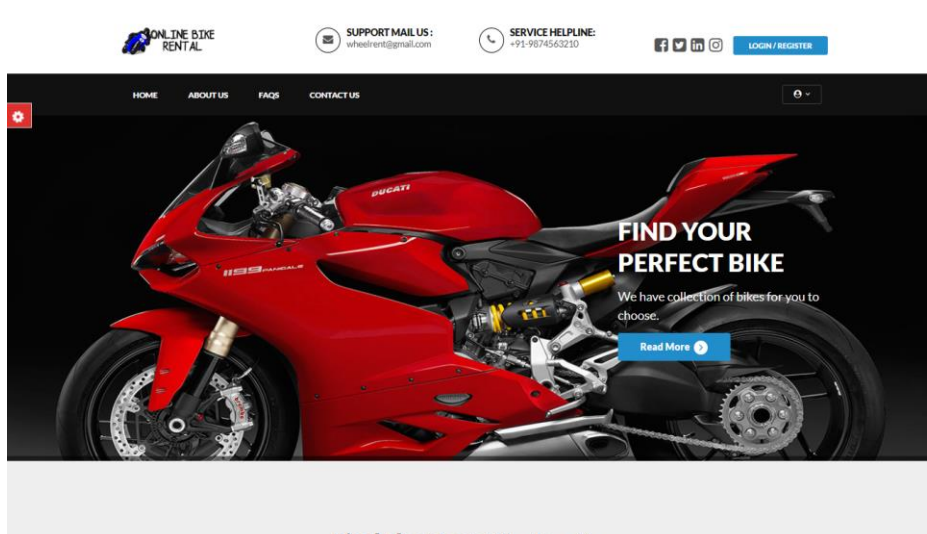 ONLINE BIKE
RENTAL
SUPPORT MAIL US :
wheelrent@gmail.com
SERVICE HELPLINE:
+91-9874563210
LOGIN / REGISTER
HOME
ABOUT US
FAQS
CONTACT US
DUCATI
1199 PANIGALE
FIND YOUR
PERFECT BIKE
We have collection of bikes for you to
choose.
Read More
brembo